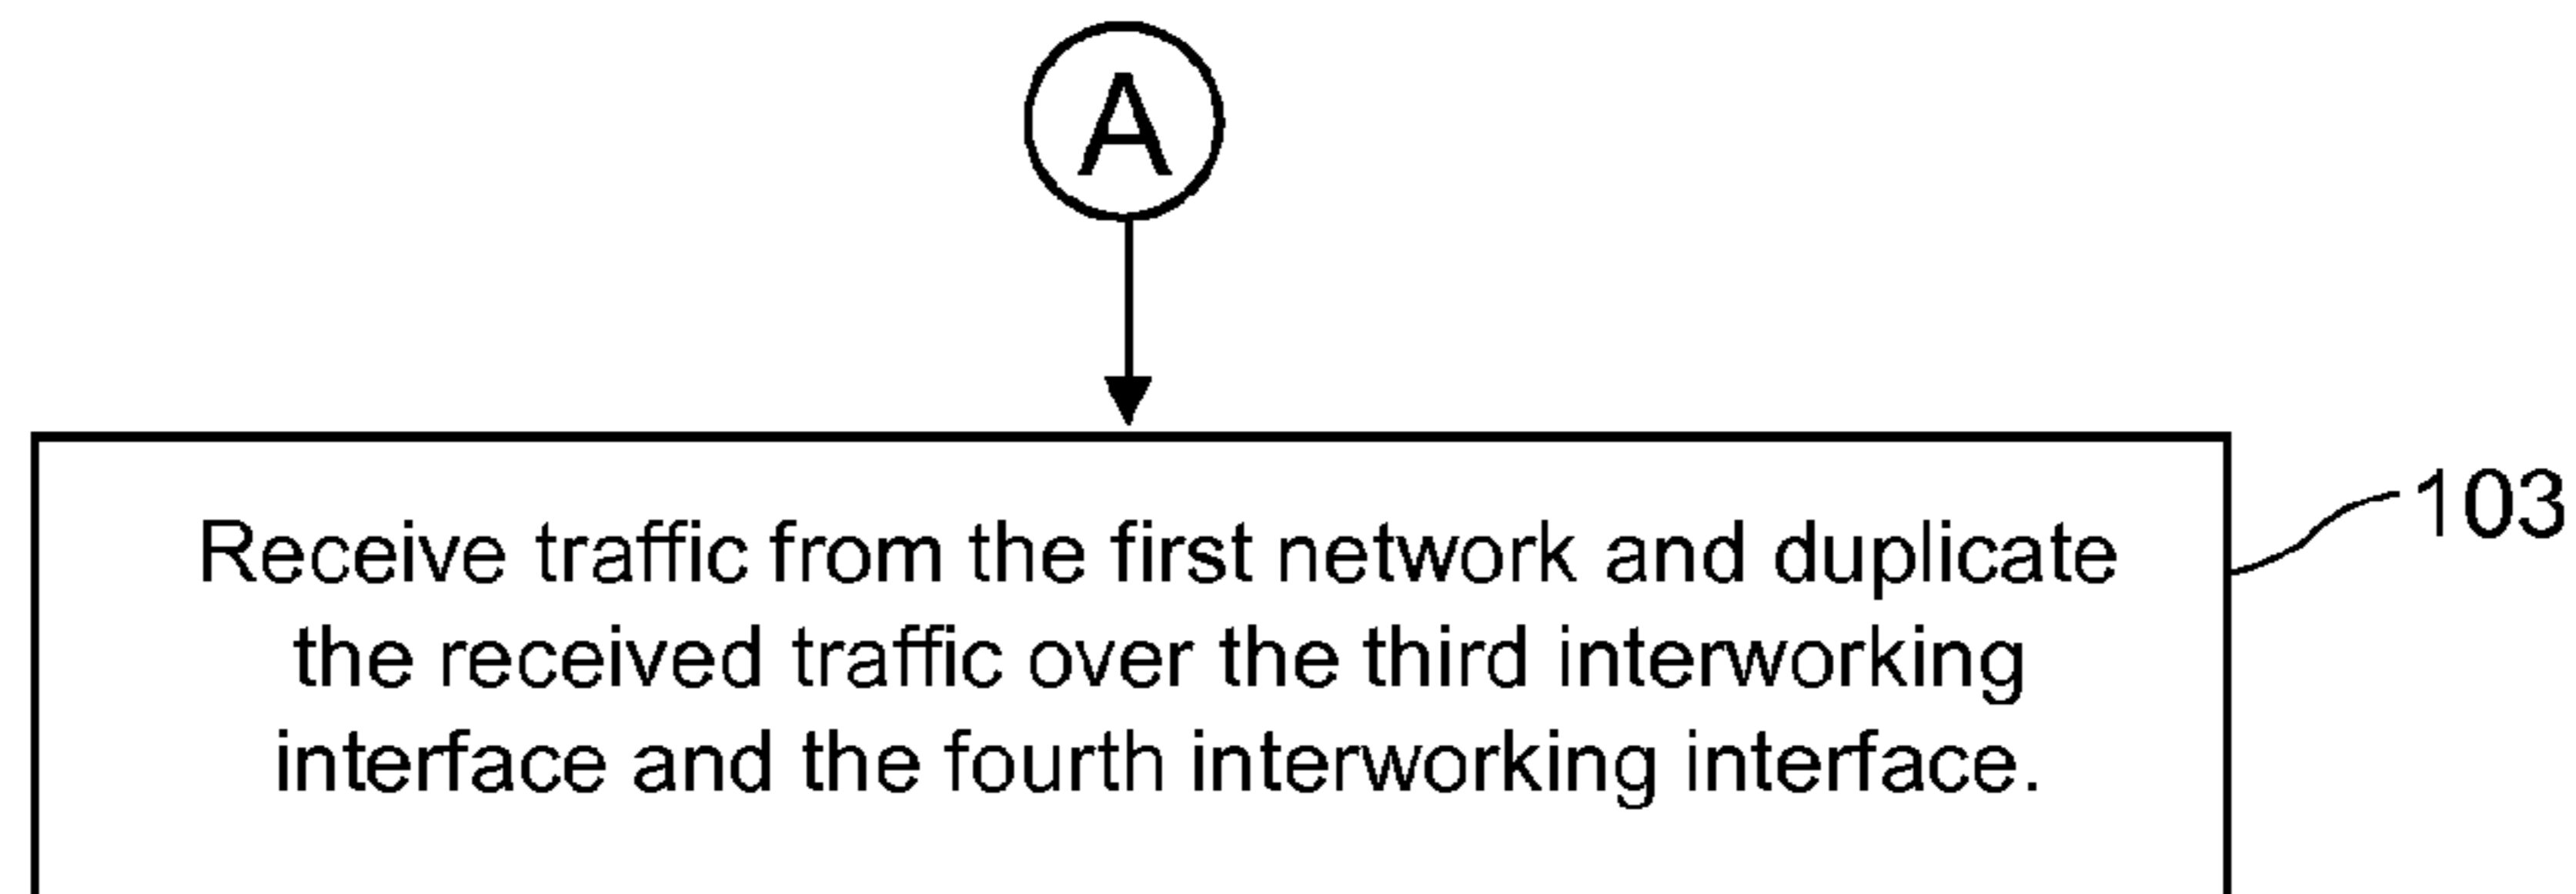 A
103
Receive traffic from the first network and duplicate
the received traffic over the third interworking
interface and the fourth interworking interface.